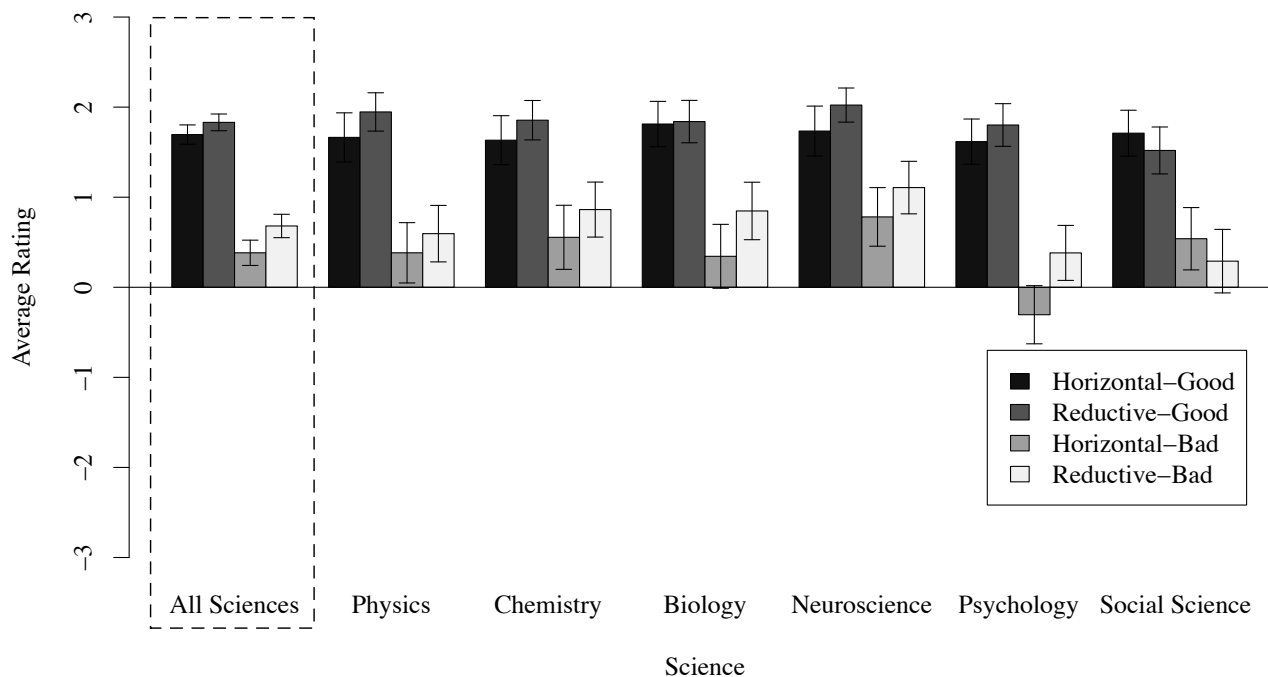 3
2
1
0
−1
−2
−3
Average Rating
Horizontal−Good
Reductive−Good
Horizontal−Bad
Reductive−Bad
All Sciences
Physics
Chemistry
Biology
Neuroscience
Psychology
Social Science
Science